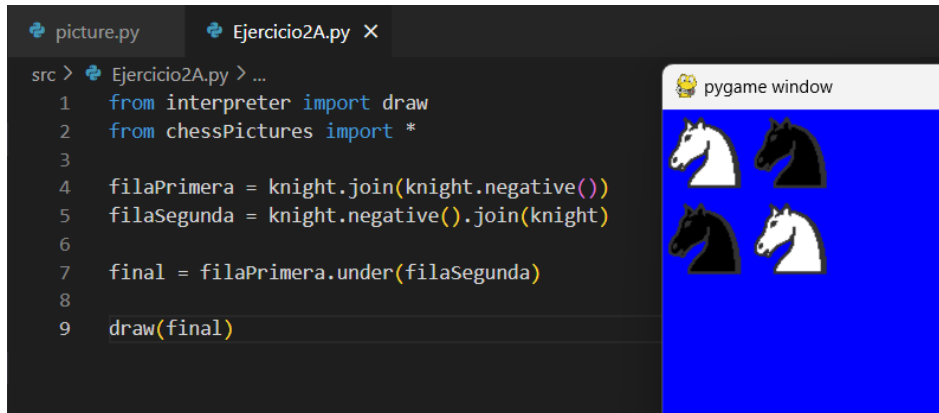 picture.py
Ejercicio2A.py
src > Ejercicio2A.py > ...
1 from interpreter import draw
2 from chessPictures import *
3
4 filaPrimera = knight.join(knight.negative())
5 filaSegunda = knight.negative().join(knight)
6
7 final = filaPrimera.under(filaSegunda)
8
9 draw(final)
pygame window